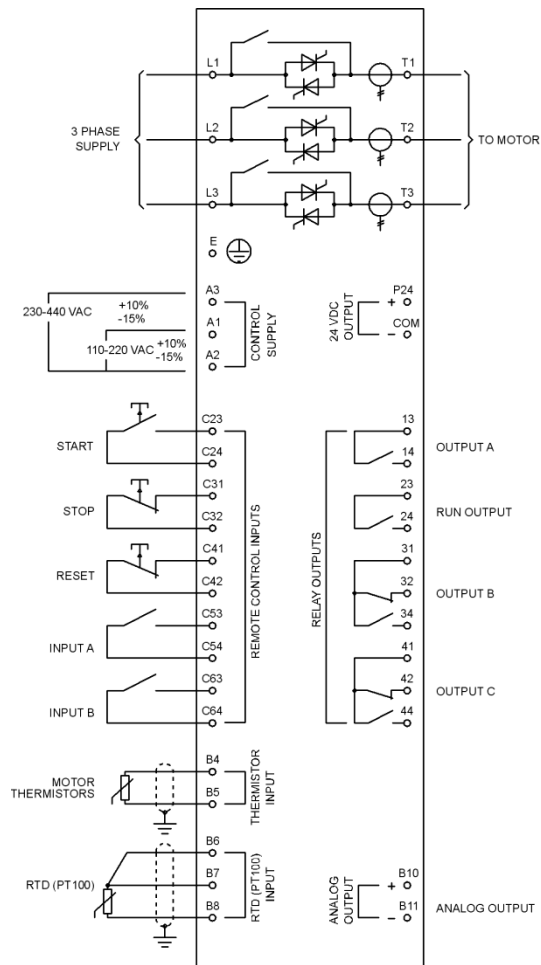 L1
T1
3 PHASE
SUPPLY
L2
T2
TO MOTOR
L3
T3
E
A3
230-440 VAC
+10%
-15%
A1
110-220 VAC
+10%
-15%
A2
CONTROL
SUPPLY
24 VDC
OUTPUT
+
P24
COM
-
START
C23
C24
STOP
C31
C32
RESET
C41
C42
INPUT A
C53
C54
INPUT B
C63
C64
REMOTE CONTROL INPUTS
RELAY OUTPUTS
13
14
OUTPUT A
23
24
RUN OUTPUT
31
32
34
OUTPUT B
41
42
44
OUTPUT C
MOTOR
THERMISTORS
B4
B5
THERMISTOR
INPUT
RTD (PT100)
B6
B7
B8
RTD (PT100)
INPUT
ANALOG
OUTPUT
+
B10
-
B11
ANALOG OUTPUT